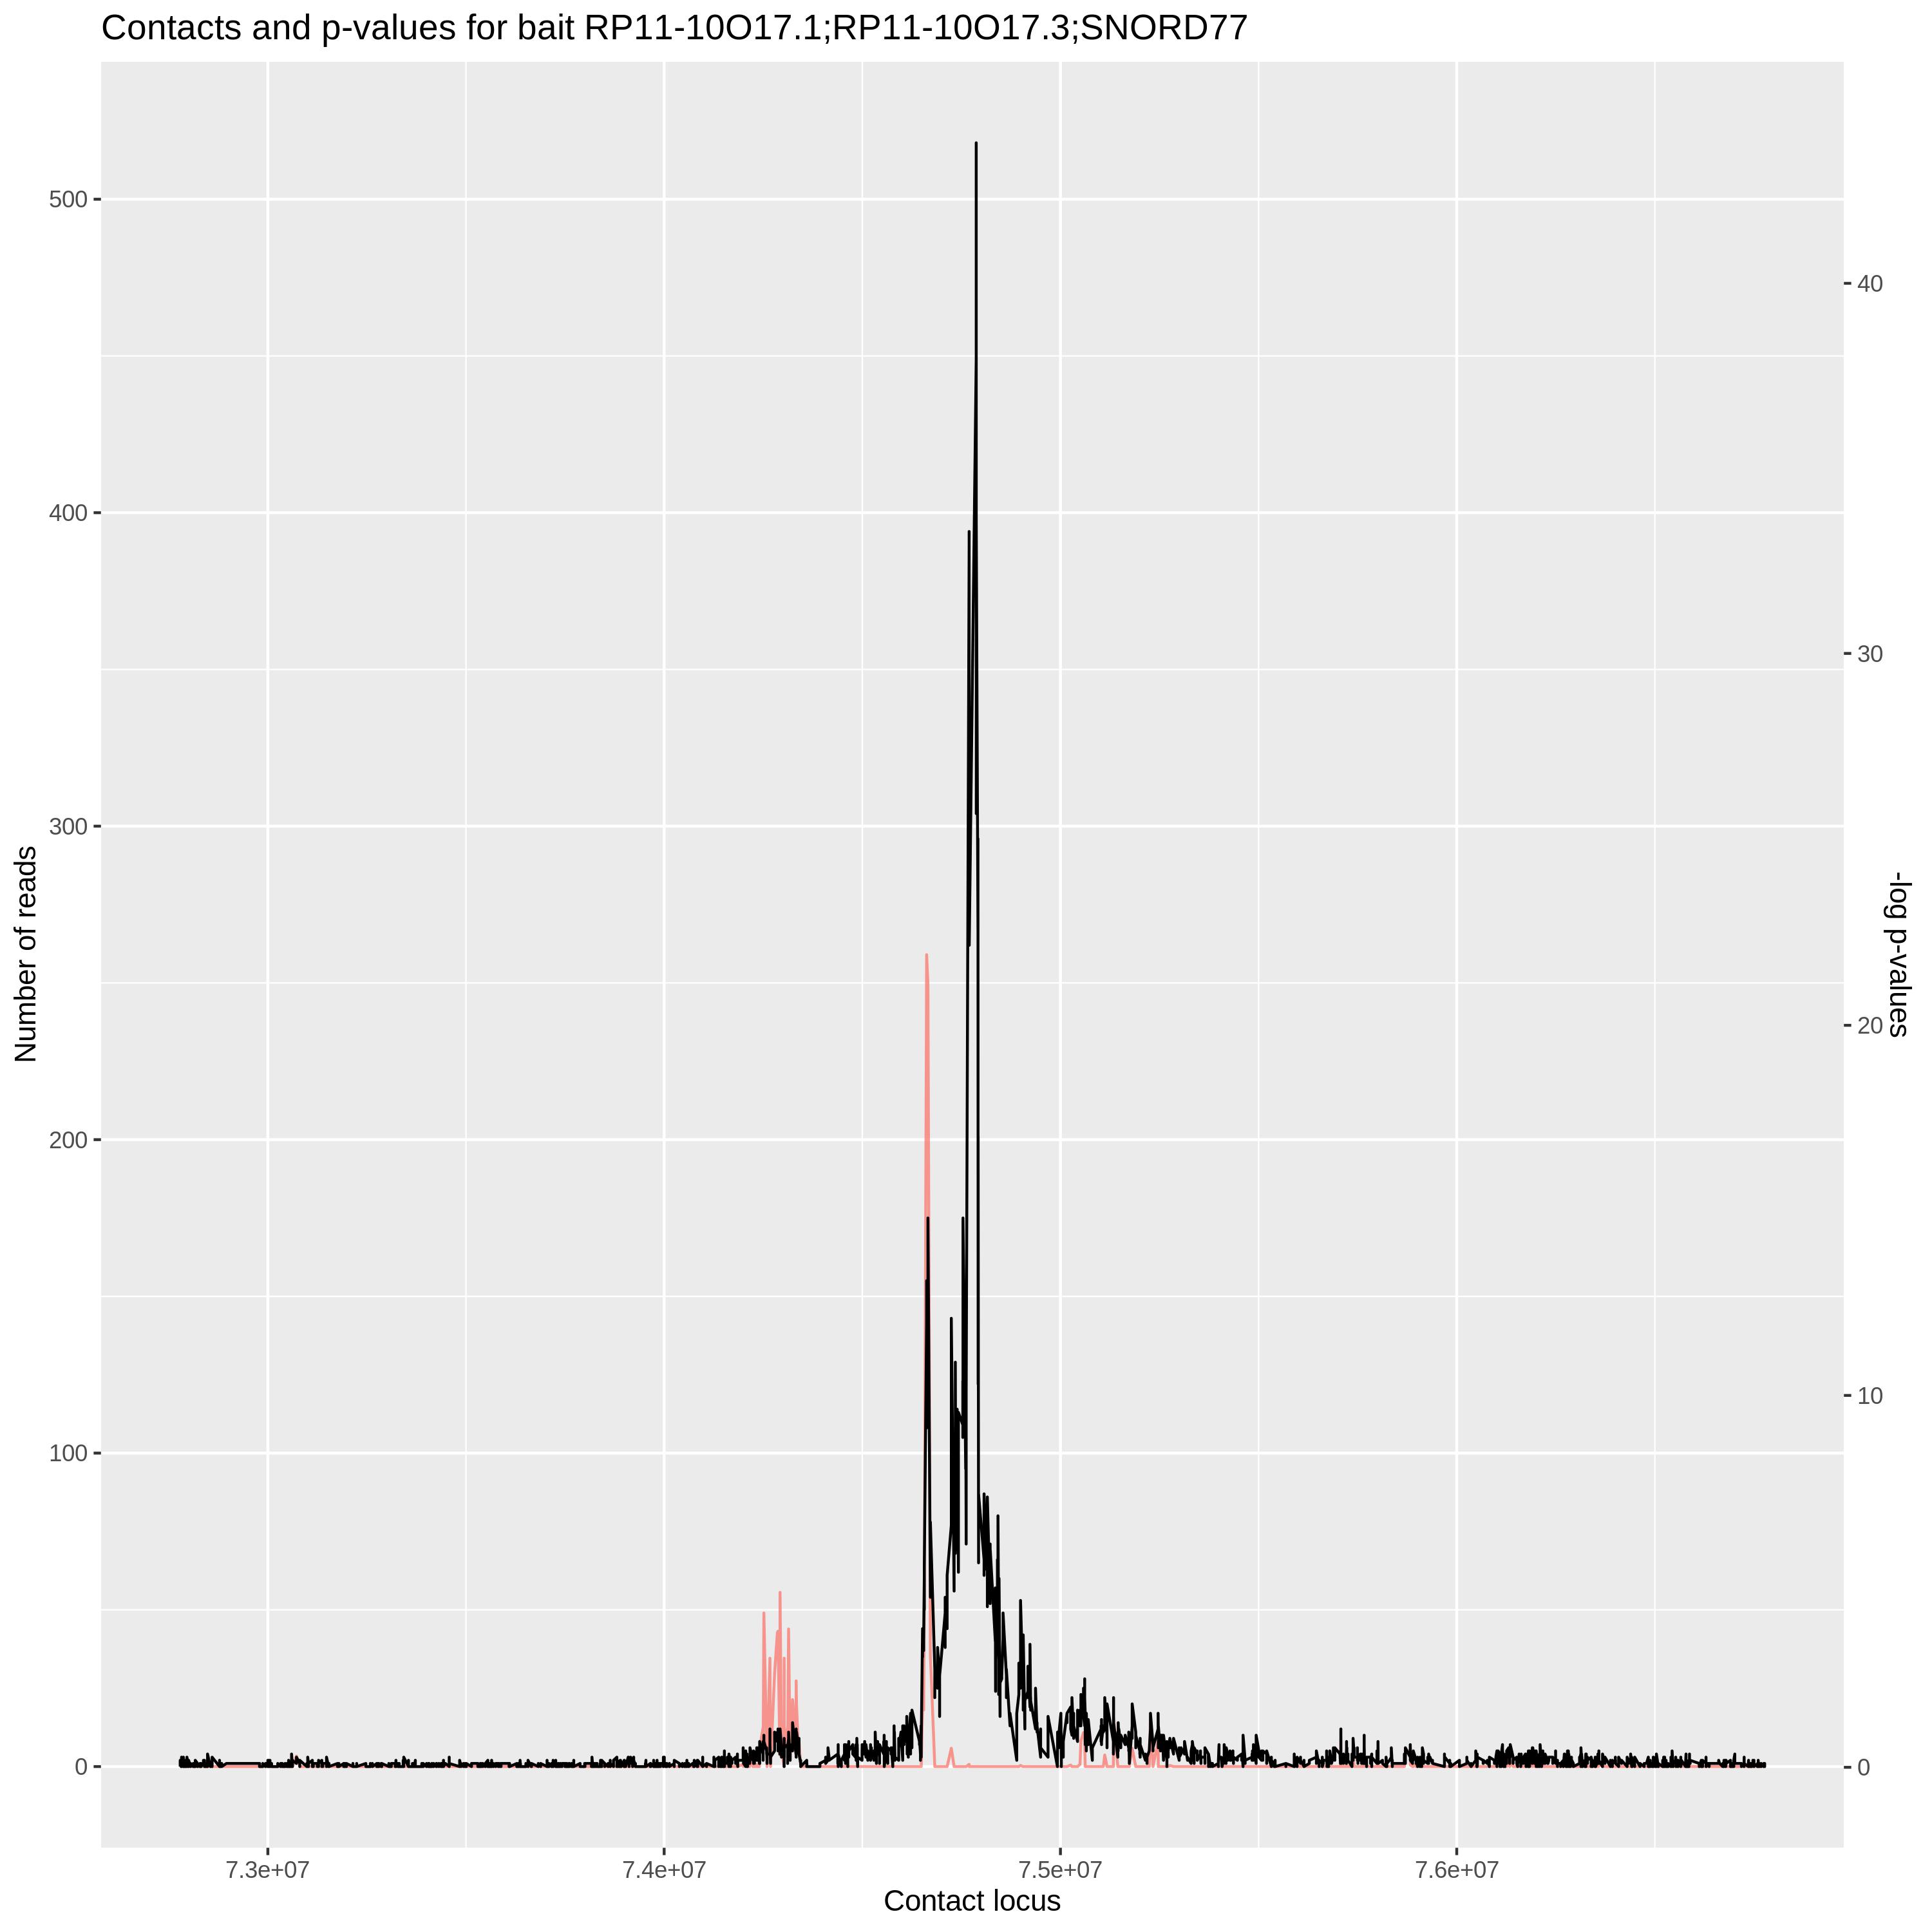 Contacts and p-values for bait RP11-10O17.1;RP11-10O17.3;SNORD77
500
400
300
200
100
0
Number of reads
40
30
20
10
0
-log p-values
7.3e+07
7.4e+07
7.5e+07
7.6e+07
Contact locus